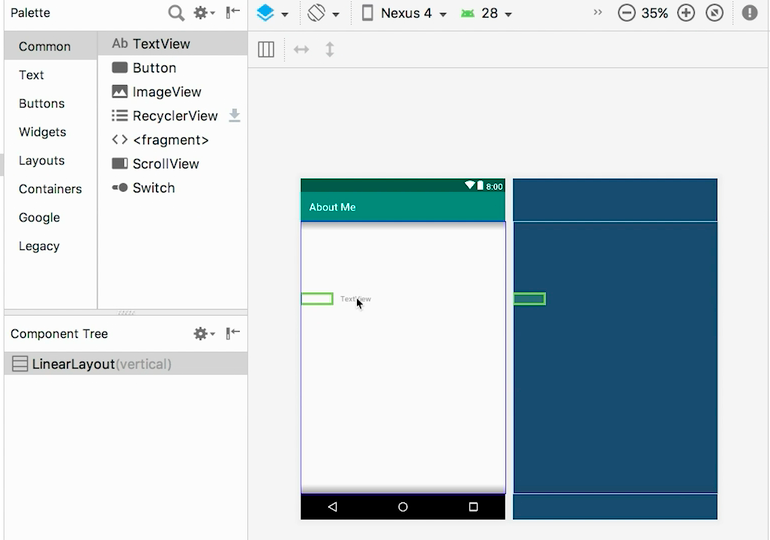 Palette
Nexus 4
28
35%
Common
Text
Buttons
Widgets
Layouts
Containers
Google
Legacy
Ab TextView
Button
ImageView
RecyclerView
<fragment>
ScrollView
Switch
8:00
About Me
TextView
Component Tree
LinearLayout(vertical)